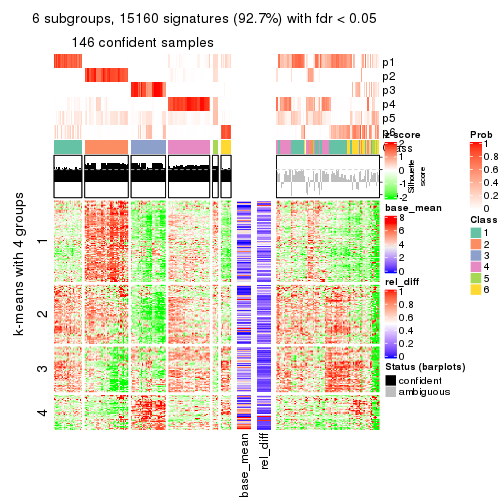 6 subgroups, 15160 signatures (92.7%) with fdr < 0.05
146 confident samples
p1
p2
p3
p4
p5
p6
z score
2
1
0
-1
-2
Class
Silhouette
score
Prob
1
0.8
0.6
0.4
0.2
0
Class
1
2
3
4
5
6
k-means with 4 groups
1
2
3
4
base_mean
8
6
4
2
0
rel_diff
1
0.8
0.6
0.4
0.2
0
Status (barplots)
confident
ambiguous
base_mean
rel_diff